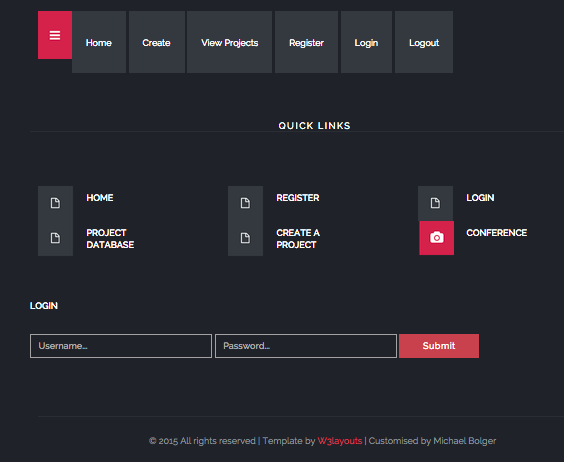 Home Create View Projects Register Login Logout
QUICK LINKS
HOME REGISTER LOGIN
PROJECT DATABASE CREATE A PROJECT CONFERENCE
LOGIN
Username... Password... Submit
© 2015 All rights reserved | Template by W3layouts | Customised by Michael Bolger